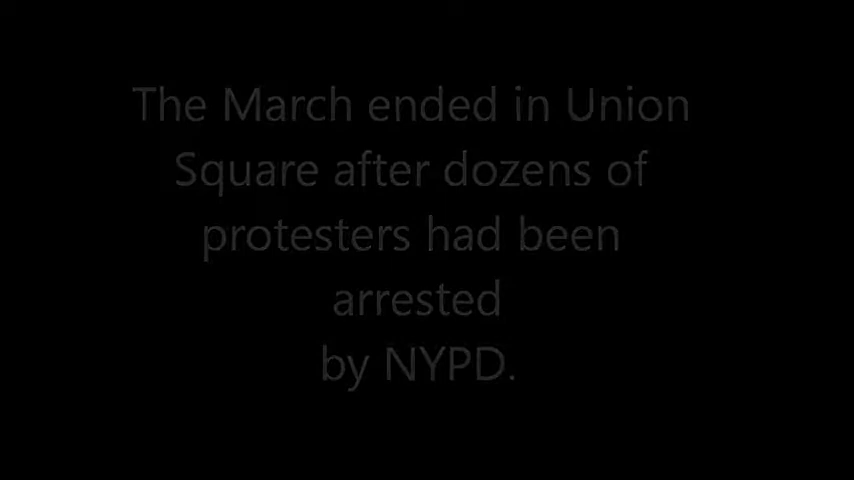 The March ended in Union
Square after dozens of
protesters had been
arrested
by NYPD.